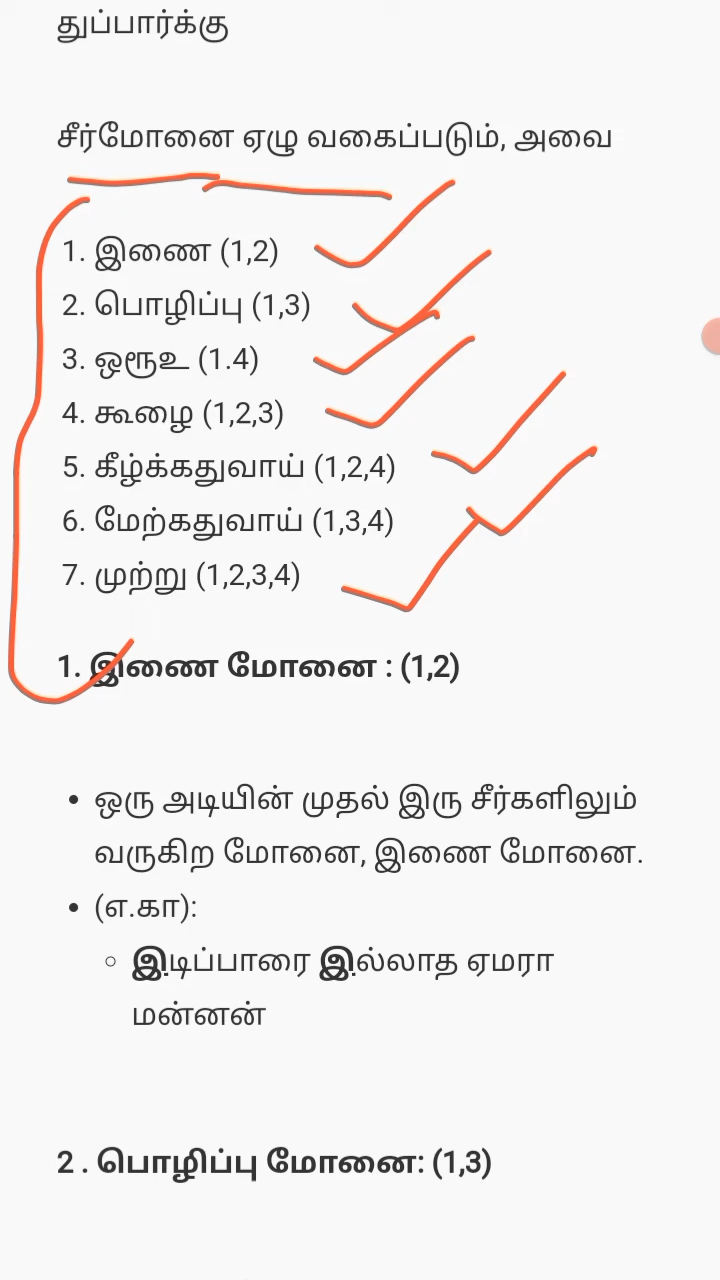 துப்பார்க்கு
சீர்மோனை ஏழு வகைப்படும், அவை
1. இணை (1,2)
2. பொழிப்பு (1,3)
3. ஒரூஉ (1.4)
4. கூழை (1,2,3)
5. கீழ்க்கதுவாய் (1,2,4)
6. மேற்கதுவாய் (1,3,4)
7. முற்று (1,2,3,4)
1. இணை மோனை : (1,2)
• ஒரு அடியின் முதல் இரு சீர்களிலும்
வருகிற மோனை, இணை மோனை.
• (எ.கா):
◦ இடிப்பாரை இல்லாத ஏமரா
மன்னன்
2 . பொழிப்பு மோனை: (1,3)